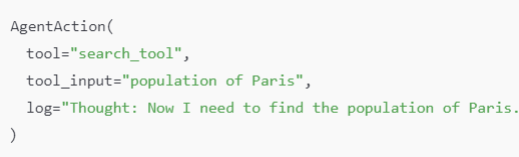 AgentAction(
  tool="search_tool",
  tool_input="population of Paris",
  log="Thought: Now I need to find the population of Paris.
)